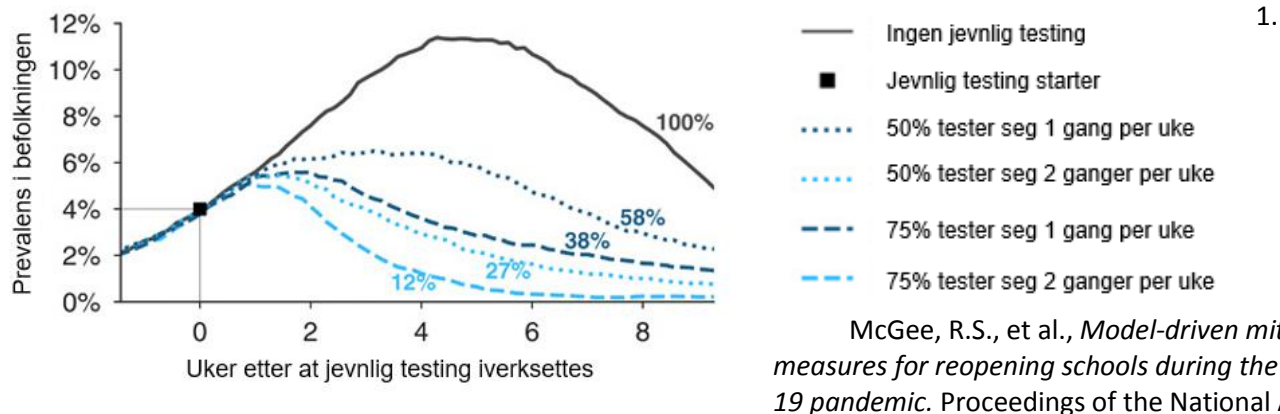 12%
10%
8%
6%
4%
2%
0%
Prevalens i befolkningen
100%
58%
38%
27%
12%
0 2 4 6 8
Uker etter at jevnlig testing iverksettes
Ingen jevnlig testing
Jevnlig testing starter
50% tester seg 1 gang per uke
50% tester seg 2 ganger per uke
75% tester seg 1 gang per uke
75% tester seg 2 ganger per uke
1.
McGee, R.S., et al., Model-driven mit
measures for reopening schools during the
19 pandemic. Proceedings of the National